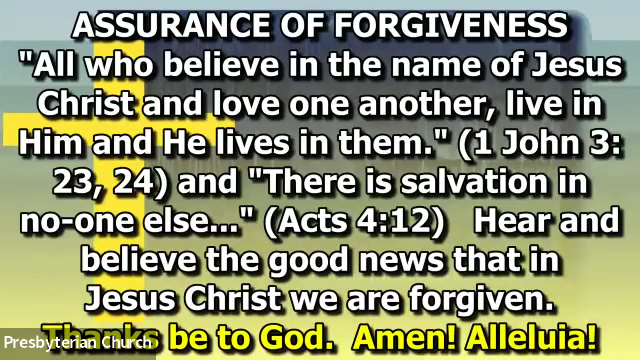 ASSURANCE OF FORGIVENESS
"All who believe in the name of Jesus
Christ and love one another, live in
Him and He lives in them." (1 John 3:
23, 24) and "There is salvation in
no-one else..." (Acts 4:12)   Hear and
believe the good news that in
Jesus Christ we are forgiven.
Thanks be to God.  Amen! Alleluia!
Presbyterian Church